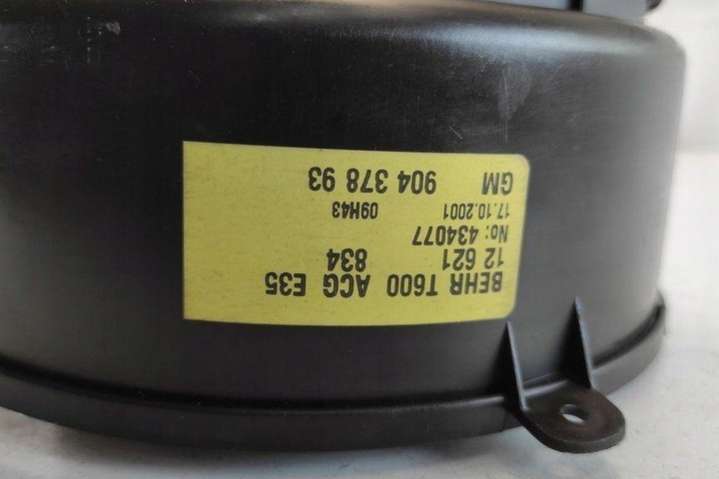 BEHR T600 ACG E35
12 621 834
No: 434077
17.10.2001 09H43
GM 904 378 93